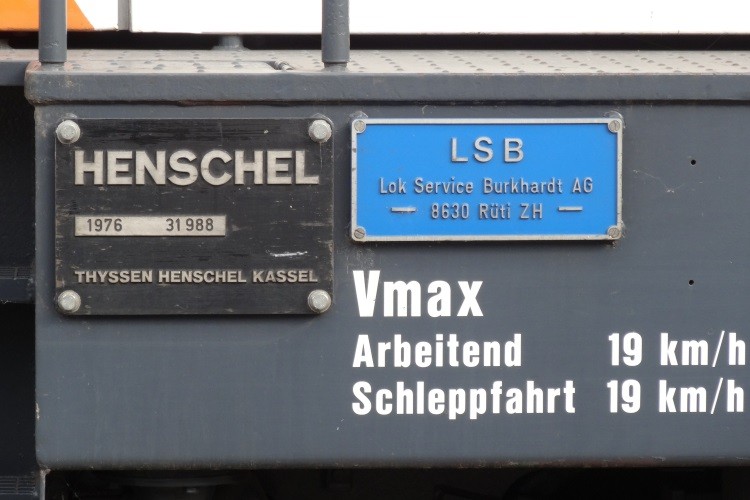 HENSCHEL
1976 31988
THYSSEN HENSCHEL KASSEL
LSB
Lok Service Burkhardt AG
— 8630 Rüti ZH —
Vmax
Arbeitend 19 km/h
Schleppfahrt 19 km/h